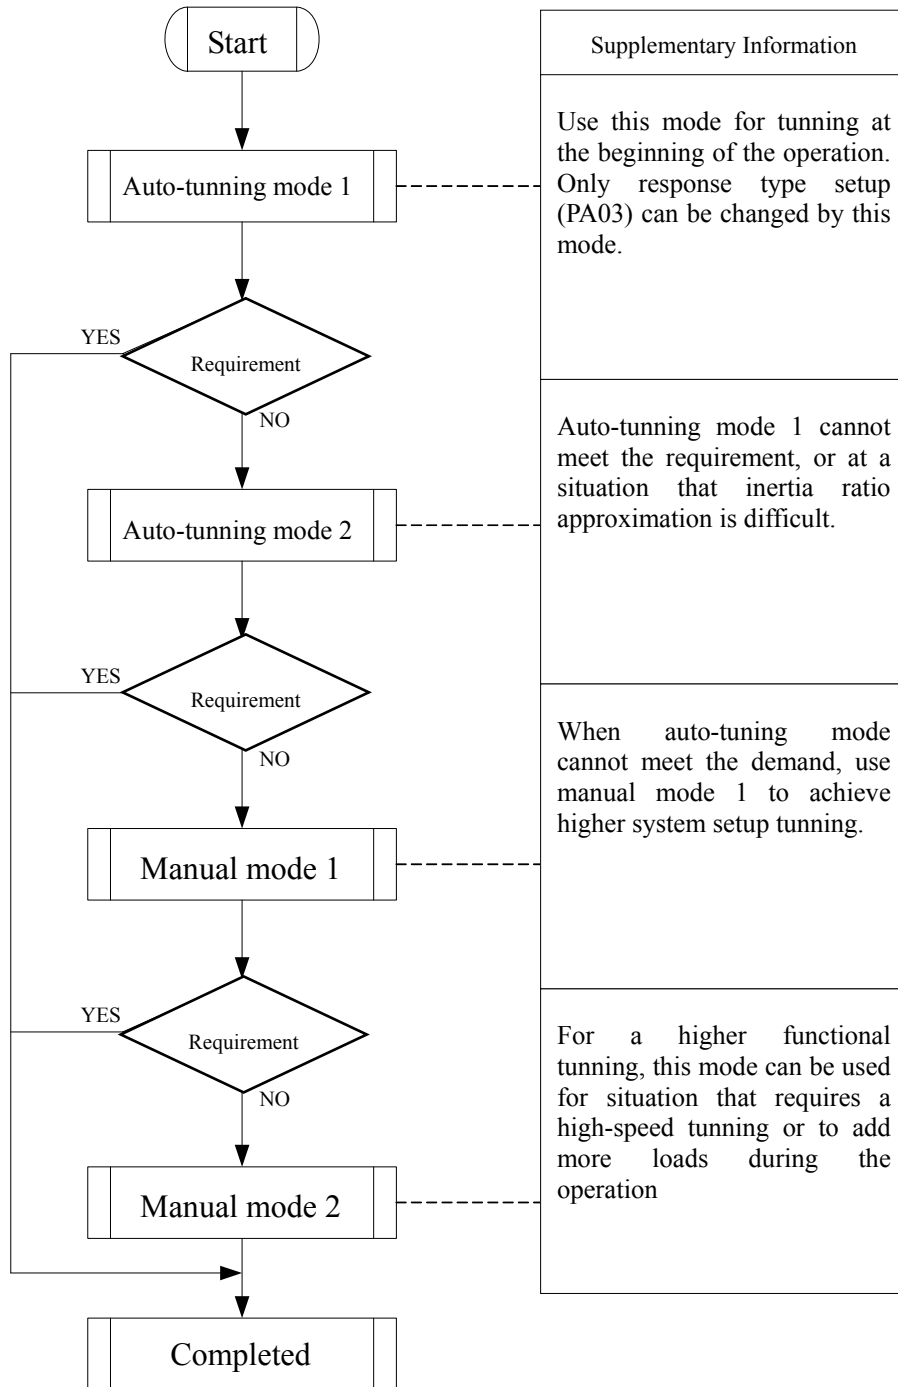 Start
Supplementary Information
Auto-tunning mode 1
Use this mode for tunning at
the beginning of the operation.
Only response type setup
(PA03) can be changed by this
mode.
YES
Requirement
NO
Auto-tunning mode 2
Auto-tunning mode 1 cannot
meet the requirement, or at a
situation that inertia ratio
approximation is difficult.
YES
Requirement
NO
Manual mode 1
When auto-tuning mode
cannot meet the demand, use
manual mode 1 to achieve
higher system setup tunning.
YES
Requirement
NO
Manual mode 2
For a higher functional
tunning, this mode can be used
for situation that requires a
high-speed tunning or to add
more loads during the
operation
Completed